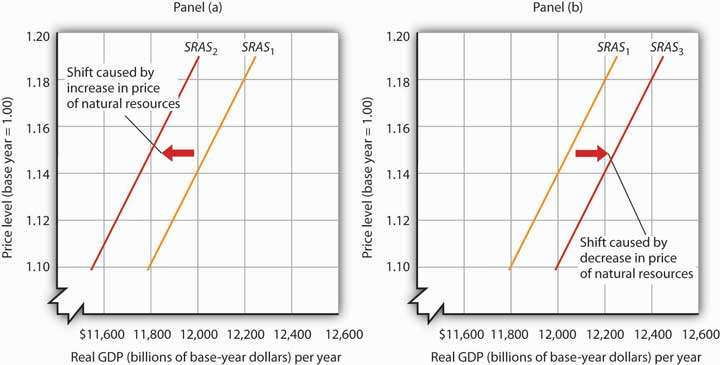 Panel (a)
Price level (base year = 1.00)
1.20
1.18
1.16
1.14
1.12
1.10
SRAS2
SRAS1
Shift caused by
increase in price
of natural resources
$11,600 11,800 12,000 12,200 12,400 12,600
Real GDP (billions of base-year dollars) per year
Panel (b)
Price level (base year = 1.00)
1.20
1.18
1.16
1.14
1.12
1.10
SRAS1
SRAS3
Shift caused by
decrease in price
of natural resources
$11,600 11,800 12,000 12,200 12,400 12,600
Real GDP (billions of base-year dollars) per year